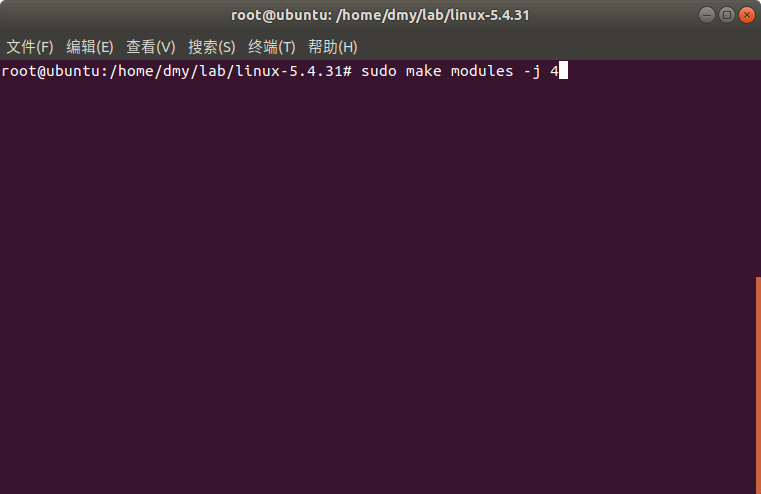 root@ubuntu: /home/dmy/lab/linux-5.4.31
文件(F) 编辑(E) 查看(V) 搜索(S) 终端(T) 帮助(H)
root@ubuntu:/home/dmy/lab/linux-5.4.31# sudo make modules -j 4